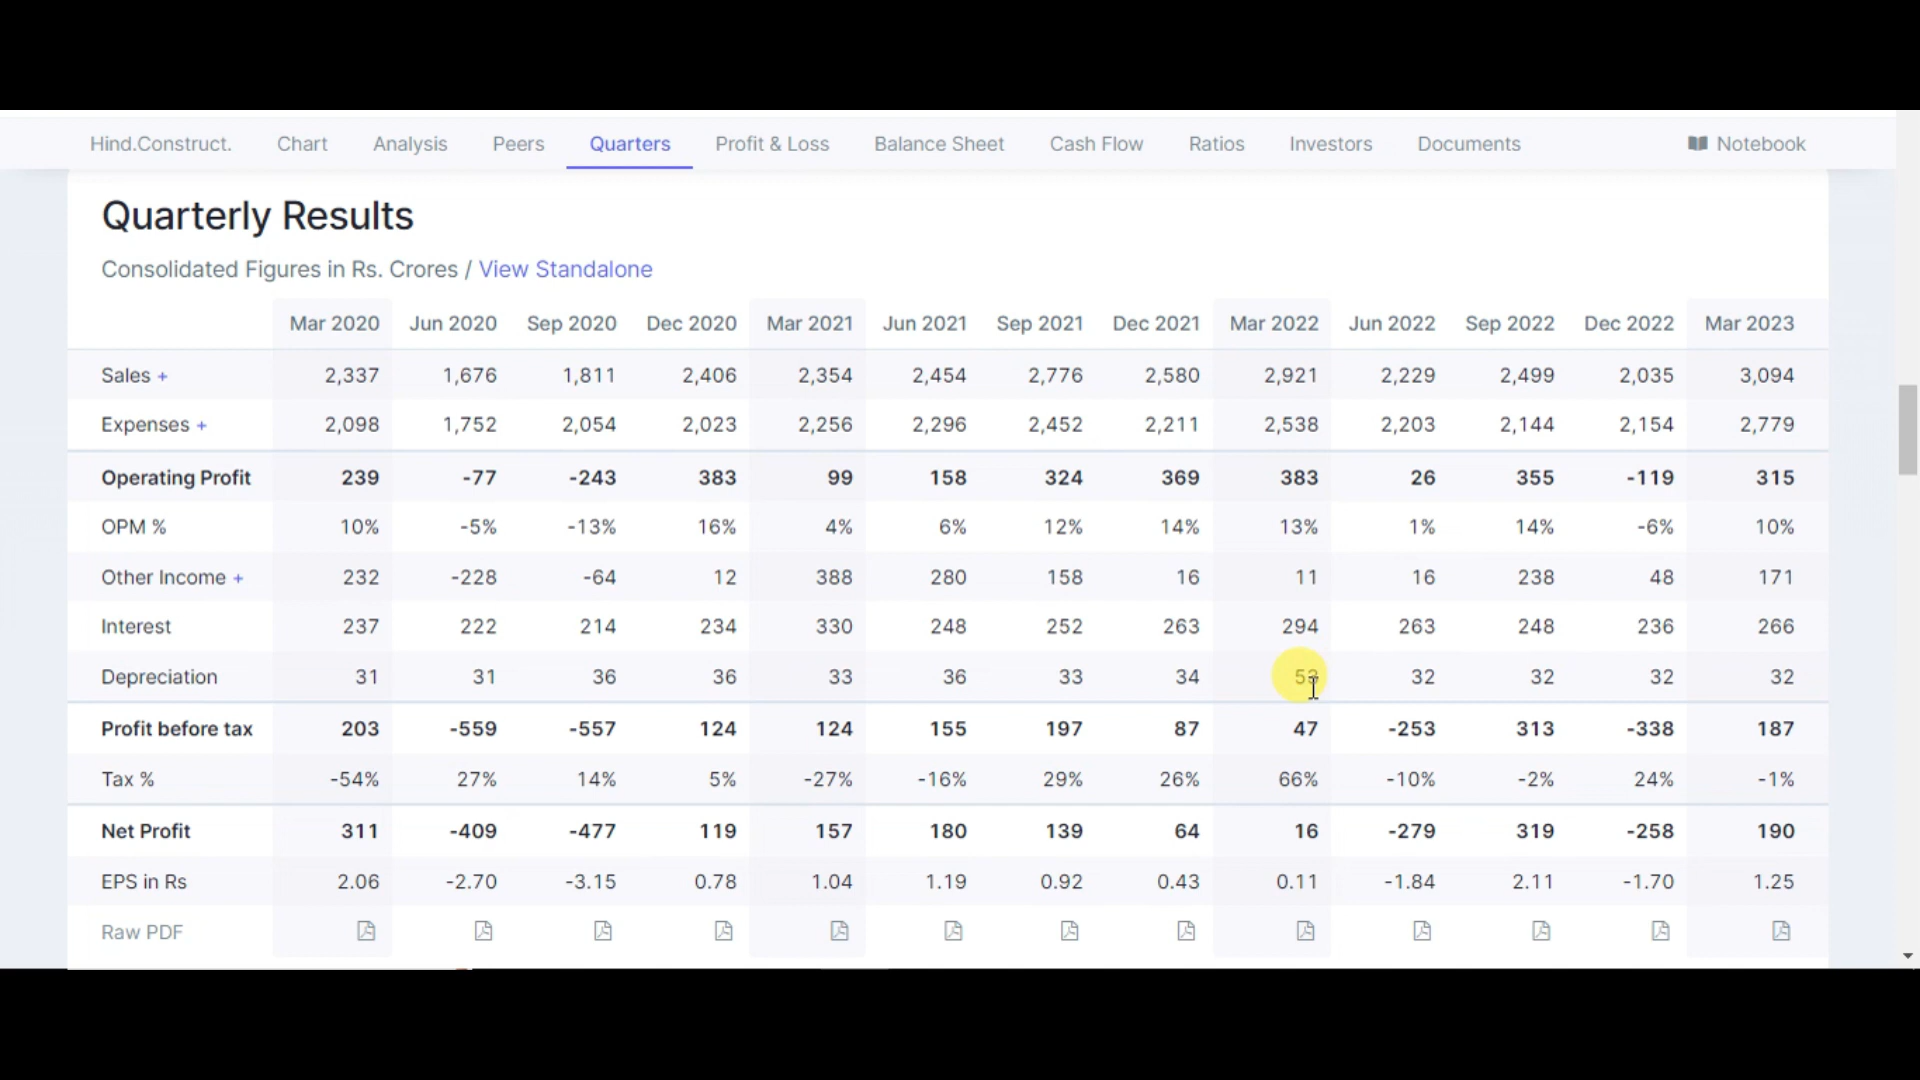 Hind.Construct. Chart Analysis Peers Quarters Profit & Loss Balance Sheet Cash Flow Ratios Investors Documents Notebook
Quarterly Results
Consolidated Figures in Rs. Crores / View Standalone
Mar 2020 Jun 2020 Sep 2020 Dec 2020 Mar 2021 Jun 2021 Sep 2021 Dec 2021 Mar 2022 Jun 2022 Sep 2022 Dec 2022 Mar 2023
Sales + 2,337 1,676 1,811 2,406 2,354 2,454 2,776 2,580 2,921 2,229 2,499 2,035 3,094
Expenses + 2,098 1,752 2,054 2,023 2,256 2,296 2,452 2,211 2,538 2,203 2,144 2,154 2,779
Operating Profit 239 -77 -243 383 99 158 324 369 383 26 355 -119 315
OPM % 10% -5% -13% 16% 4% 6% 12% 14% 13% 1% 14% -6% 10%
Other Income + 232 -228 -64 12 388 280 158 16 11 16 238 48 171
Interest 237 222 214 234 330 248 252 263 294 263 248 236 266
Depreciation 31 31 36 36 33 36 33 34 53 32 32 32 32
Profit before tax 203 -559 -557 124 124 155 197 87 47 -253 313 -338 187
Tax % -54% 27% 14% 5% -27% -16% 29% 26% 66% -10% -2% 24% -1%
Net Profit 311 -409 -477 119 157 180 139 64 16 -279 319 -258 190
EPS in Rs 2.06 -2.70 -3.15 0.78 1.04 1.19 0.92 0.43 0.11 -1.84 2.11 -1.70 1.25
Raw PDF